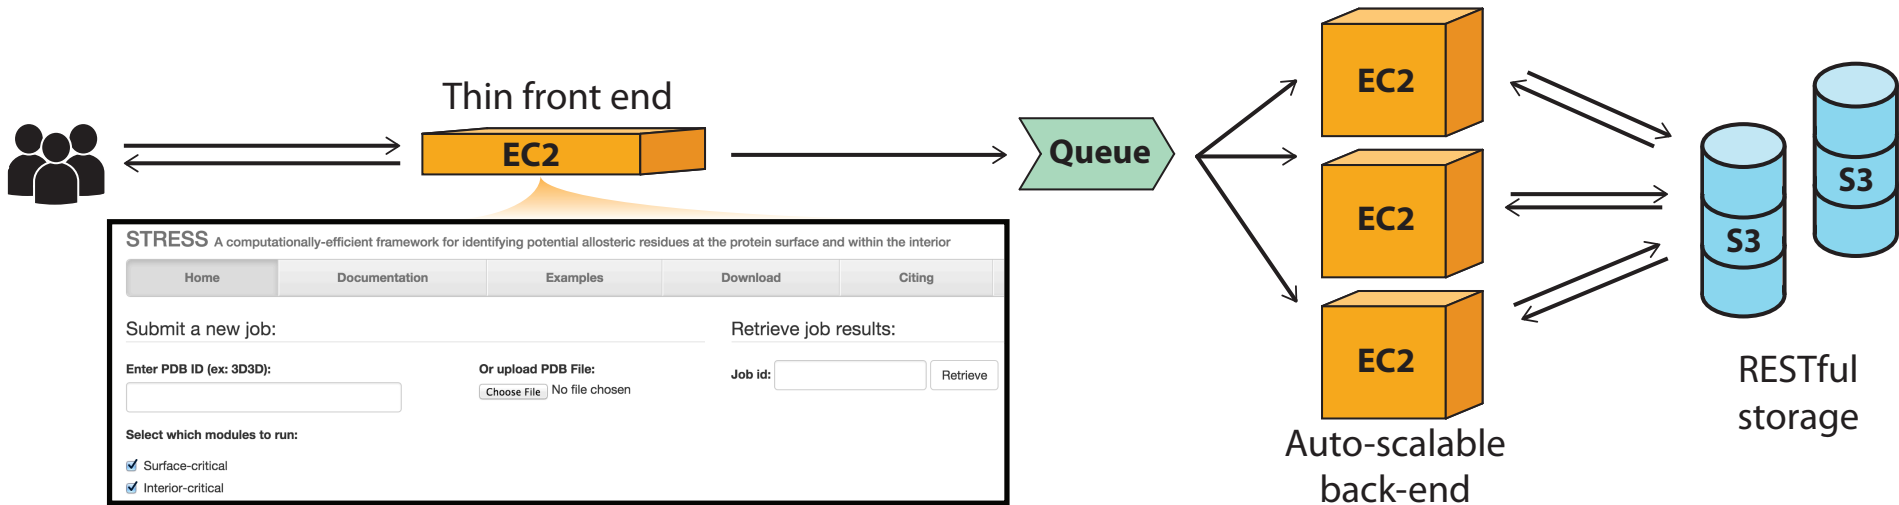 Thin front end
EC2
Queue
EC2
EC2
EC2
Auto-scalable
back-end
S3
S3
RESTful
storage
STRESS A computationally-efficient framework for identifying potential allosteric residues at the protein surface and within the interior
Home Documentation Examples Download Citing
Submit a new job:
Retrieve job results:
Enter PDB ID (ex: 3D3D):
Or upload PDB File:
Choose File No file chosen
Job id: Retrieve
Select which modules to run:
Surface-critical
Interior-critical